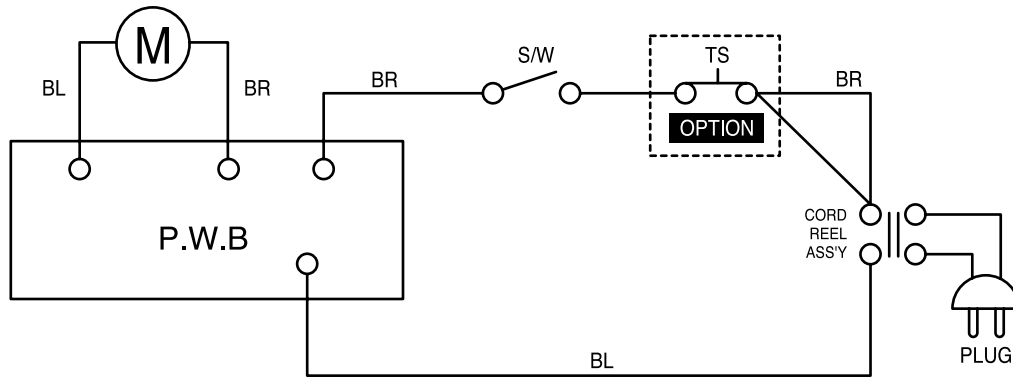 M
S/W
TS
BL
BR
BR
BR
OPTION
P.W.B
CORD
REEL
ASS'Y
BL
PLUG